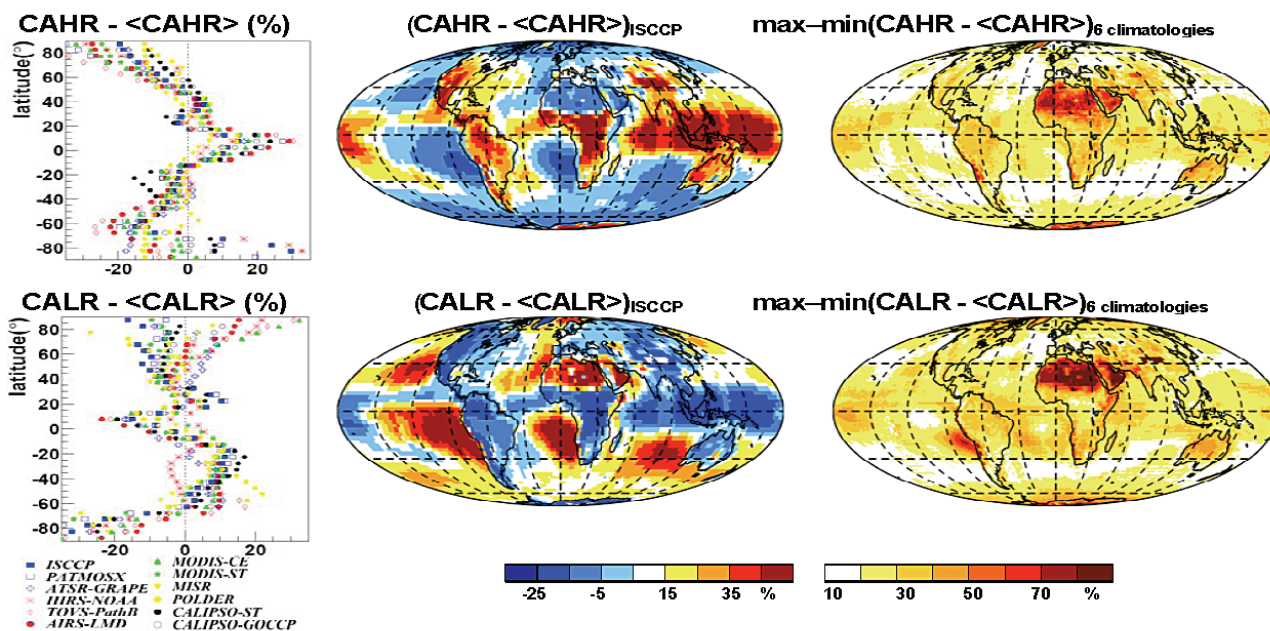 CAHR - <CAHR> (%)
(CAHR - <CAHR>)ISCCP
max–min(CAHR - <CAHR>)6 climatologies
latitude(°)
80
60
40
20
0
-20
-40
-60
-80
-20 0 20
CALR - <CALR> (%)
(CALR - <CALR>)ISCCP
max–min(CALR - <CALR>)6 climatologies
latitude(°)
80
60
40
20
0
-20
-40
-60
-80
-20 0 20
ISCCP
PATMOSX
ATSR-GRAPE
HIRS-NOAA
TOVS-PathB
AIRS-LMD
MODIS-CE
MODIS-ST
MISR
POLDER
CALIPSO-ST
CALIPSO-GOCCP
-25 -5 15 35 %
10 30 50 70 %